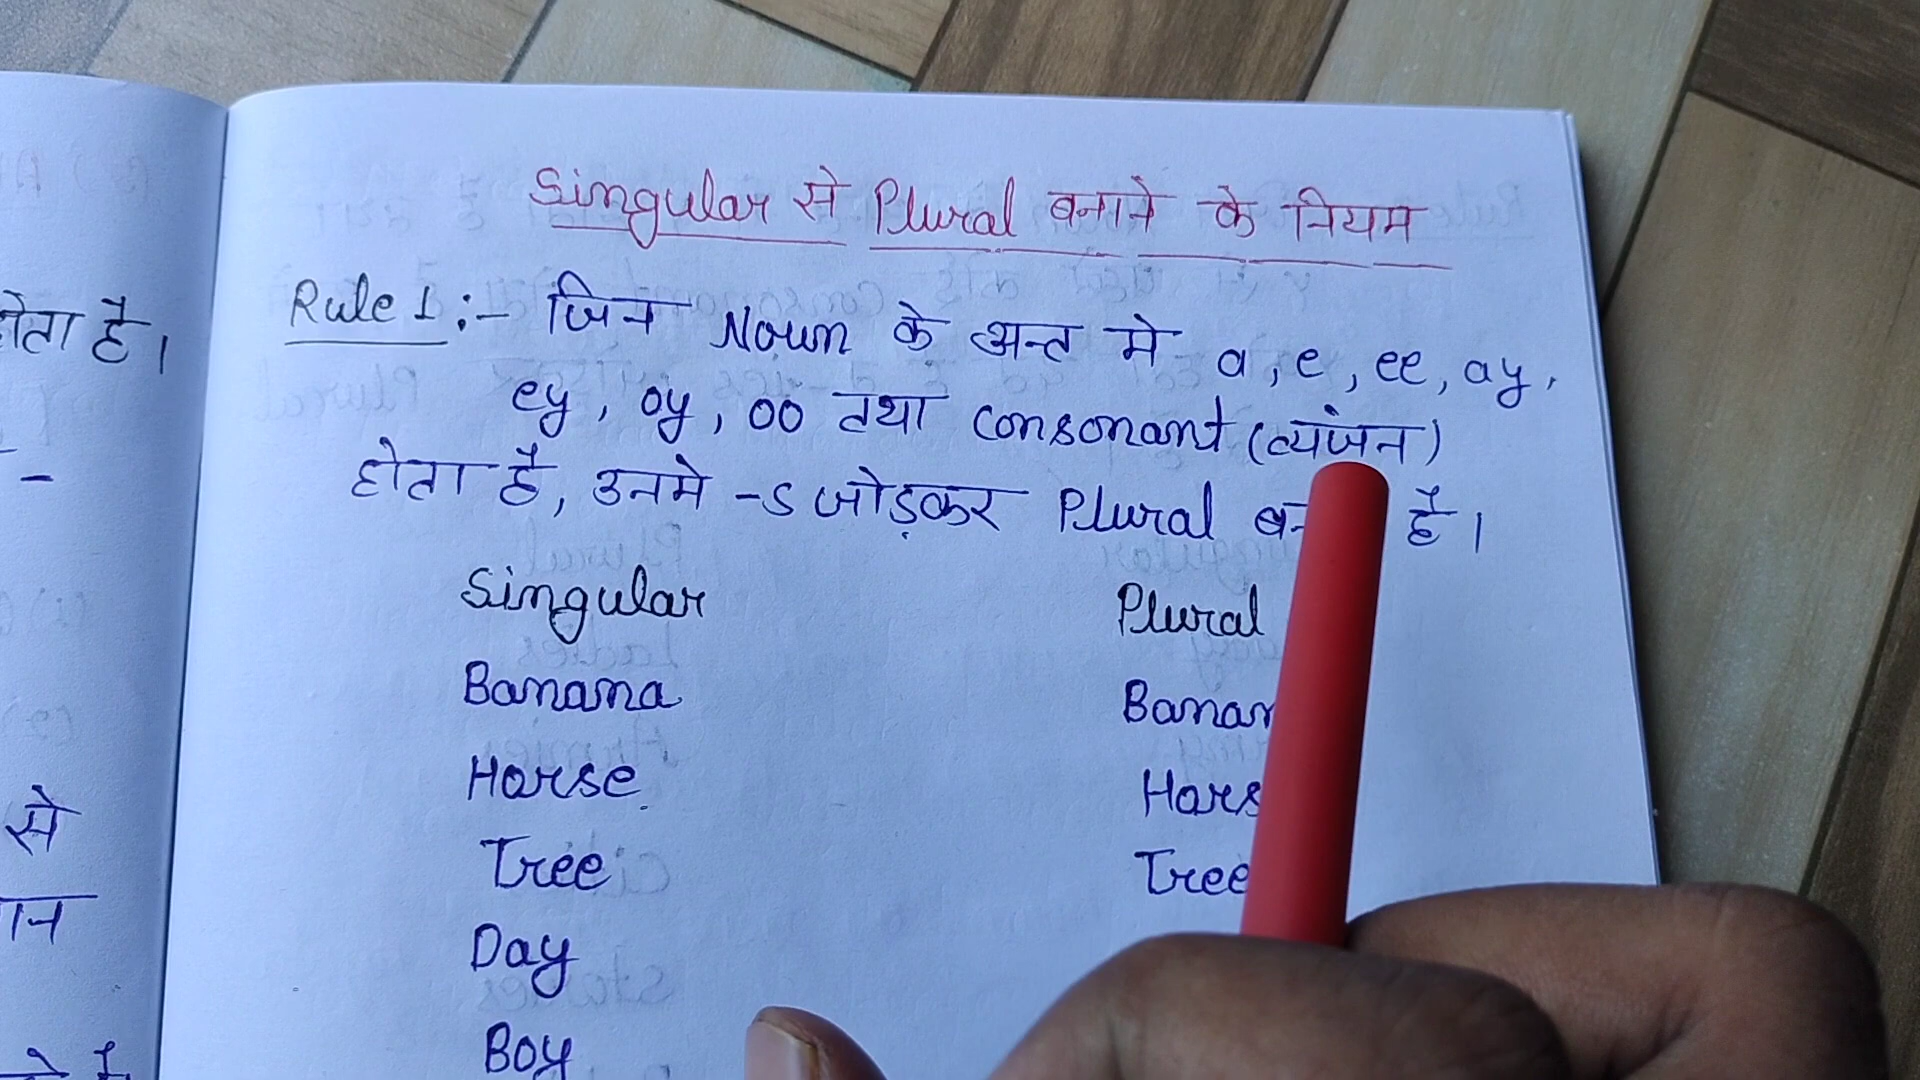 Singular से Plural बनाने के नियम
Rule 1 :- जिन Noun के अन्त मे a, e, ee, ay,
ey, oy, oo तथा consonant (व्यंजन)
होता है, उनमे -s जोड़कर Plural है।
Singular Plural
Banana
Horse
Tree Tree
Day
Boy
होता है।
से